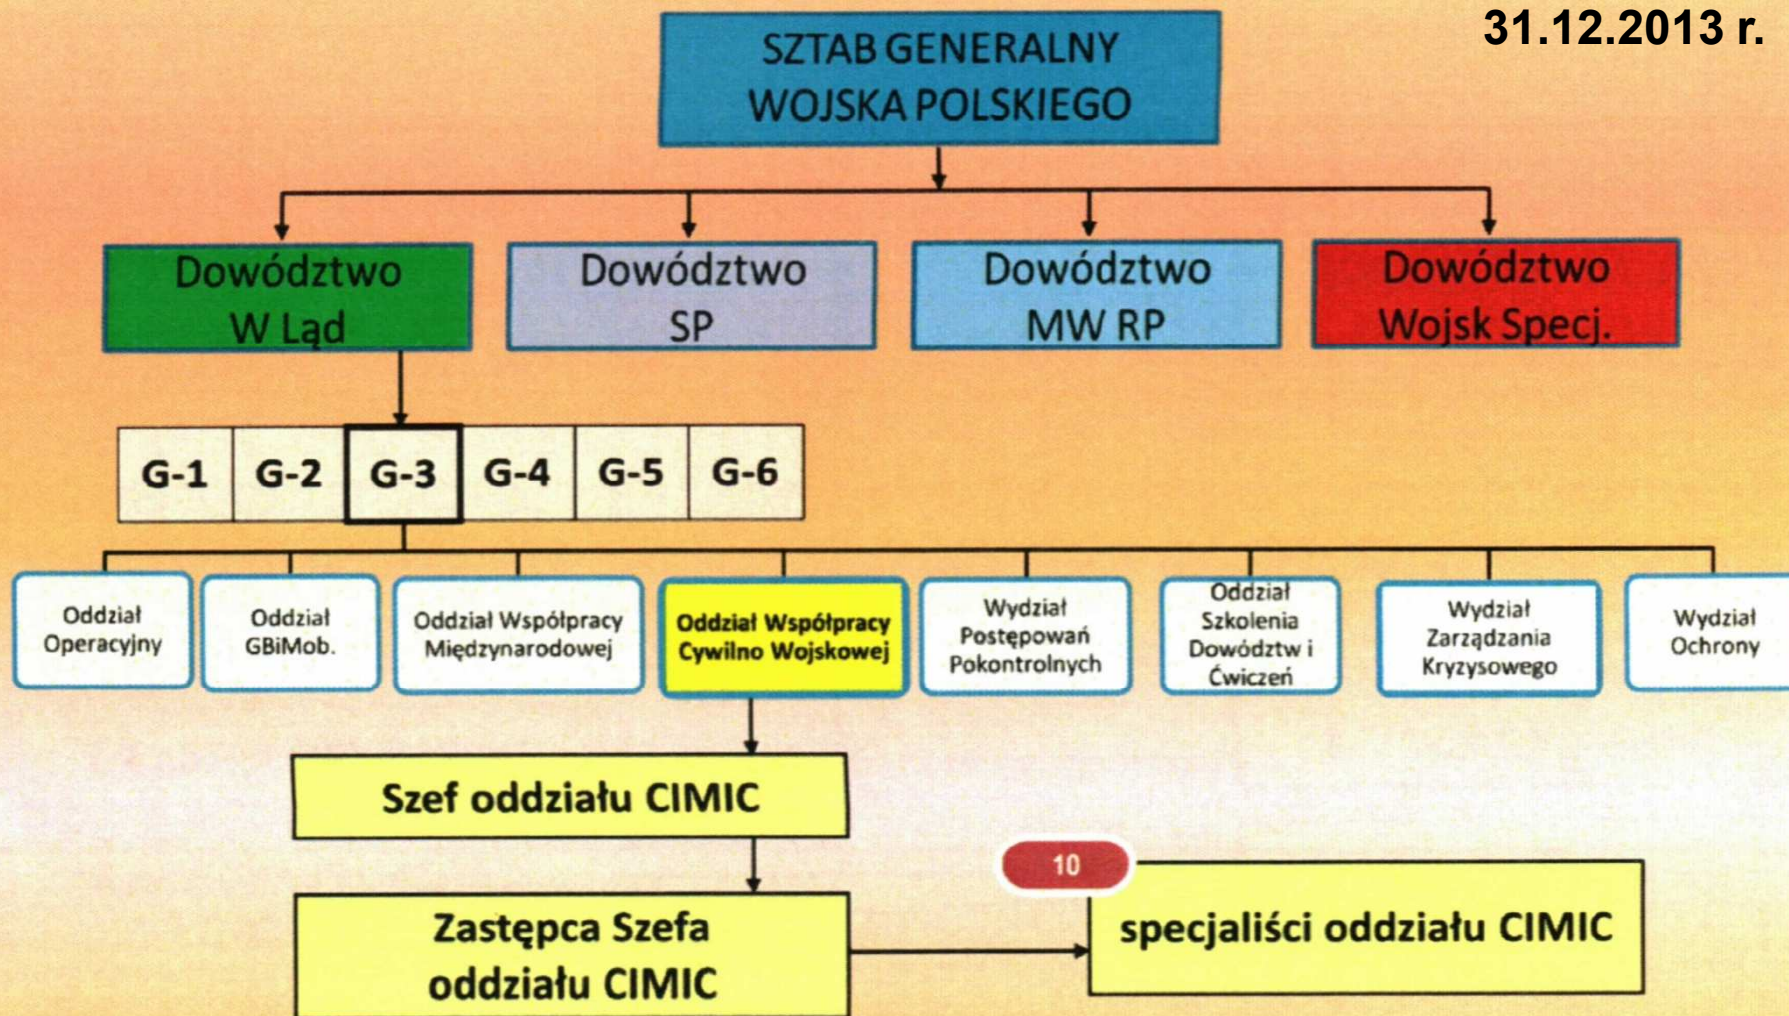 31.12.2013 r.
SZTAB GENERALNY
WOJSKA POLSKIEGO
Dowództwo
W Ląd
Dowództwo
SP
Dowództwo
MW RP
Dowództwo
Wojsk Specj.
G-1 G-2 G-3 G-4 G-5 G-6
Oddział
Operacyjny
Oddział
GBiMob.
Oddział Współpracy
Międzynarodowej
Oddział Współpracy
Cywilno Wojskowej
Wydział
Postępowań
Pokontrolnych
Oddział
Szkolenia
Dowództw i
Ćwiczeń
Wydział
Zarządzania
Kryzysowego
Wydział
Ochrony
Szef oddziału CIMIC
Zastępca Szefa
oddziału CIMIC
10
specjaliści oddziału CIMIC